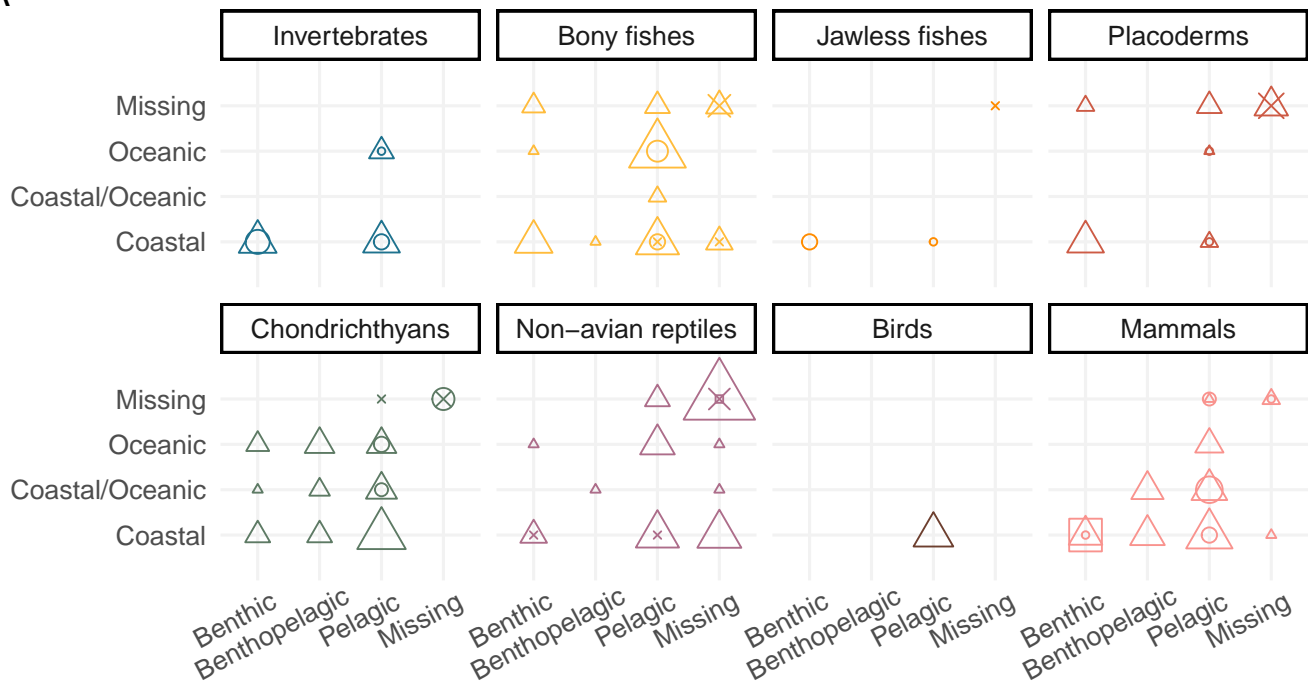 Invertebrates Bony fishes Jawless fishes Placoderms
Missing
Oceanic
Coastal/Oceanic
Coastal
Chondrichthyans Non−avian reptiles Birds Mammals
Missing
Oceanic
Coastal/Oceanic
Coastal
Benthic Benthopelagic Pelagic Missing Benthic Benthopelagic Pelagic Missing Benthic Benthopelagic Pelagic Missing Benthic Benthopelagic Pelagic Missing